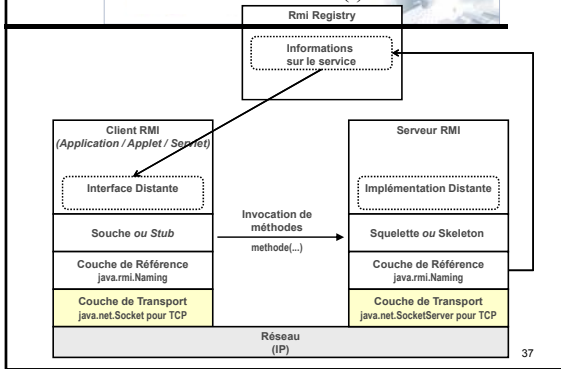 Rmi Registry
Informations
sur le service
Client RMI
(Application / Applet / Servlet)
Interface Distante
Souche ou Stub
Couche de Référence
java.rmi.Naming
Couche de Transport
java.net.Socket pour TCP
Invocation de
méthodes
methode(...)
Serveur RMI
Implémentation Distante
Squelette ou Skeleton
Couche de Référence
java.rmi.Naming
Couche de Transport
java.net.SocketServer pour TCP
Réseau
(IP)
37